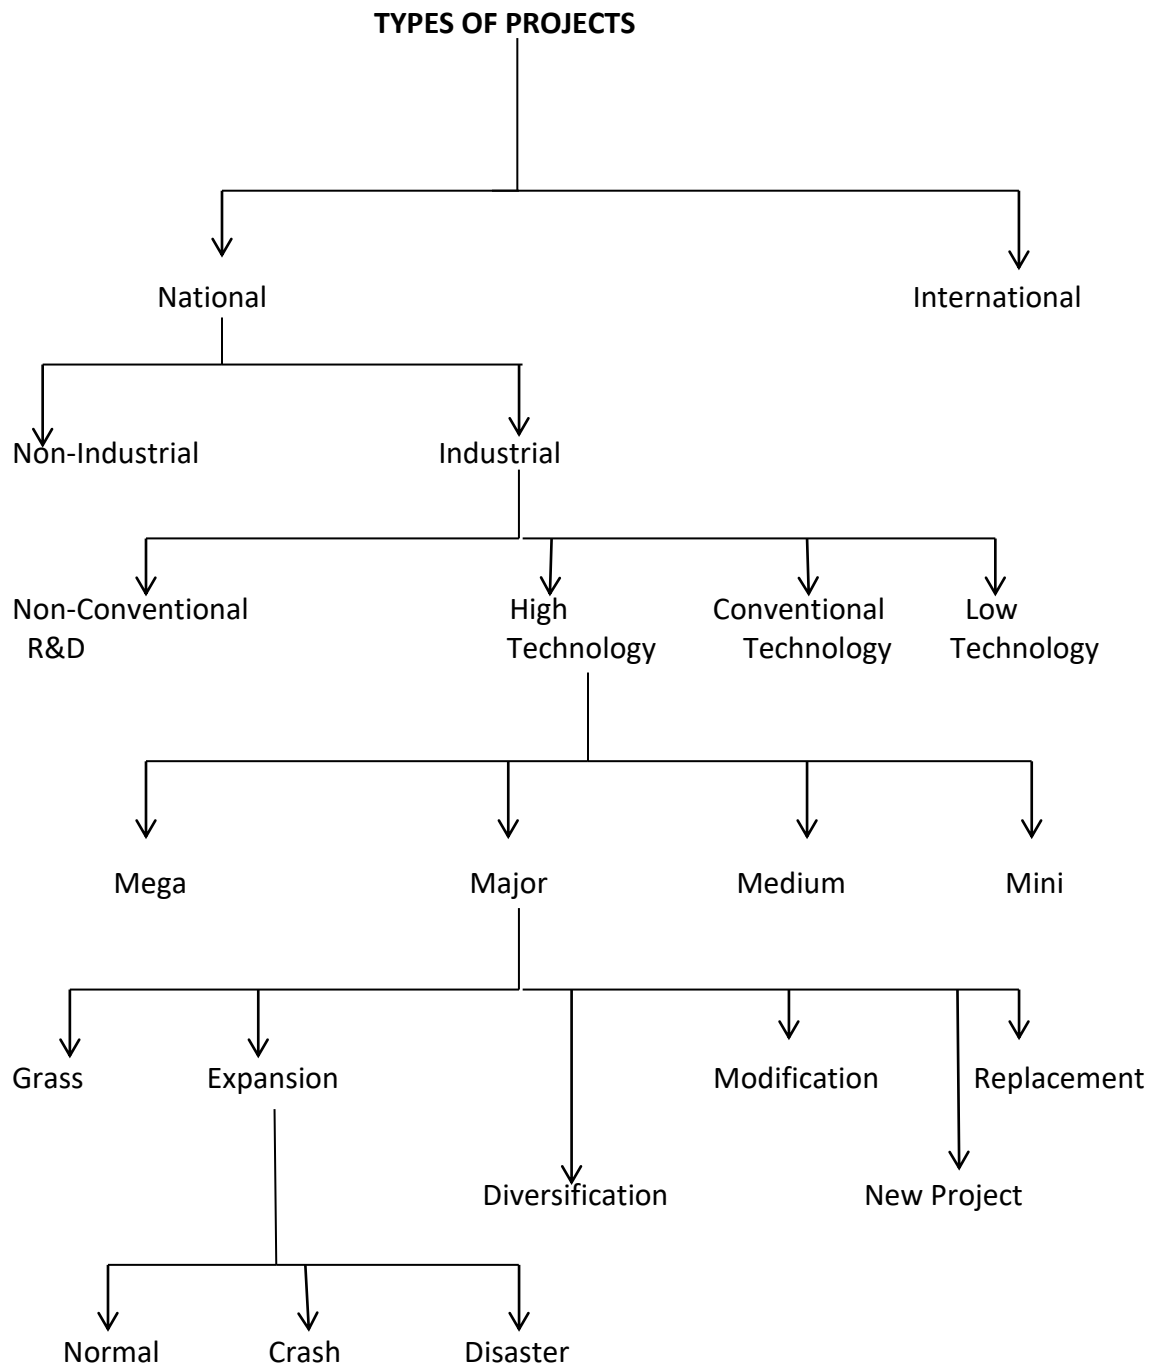 TYPES OF PROJECTS
National International
Non-Industrial Industrial
Non-Conventional High Conventional Low
R&D Technology Technology Technology
Mega Major Medium Mini
Grass Expansion Modification Replacement
Diversification New Project
Normal Crash Disaster